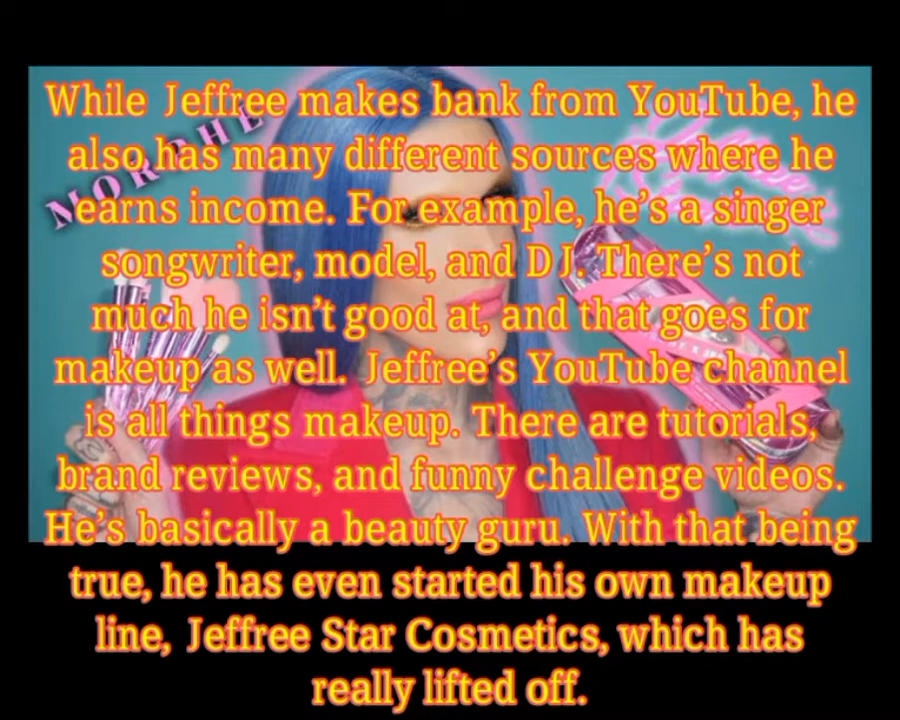 While Jeffree makes bank from YouTube, he
also has many different sources where he
earns income. For example, he's a singer
songwriter, model, and DJ. There's not
much he isn't good at, and that goes for
makeup as well. Jeffree's YouTube channel
is all things makeup. There are tutorials,
brand reviews, and funny challenge videos.
He's basically a beauty guru. With that being
true, he has even started his own makeup
line, Jeffree Star Cosmetics, which has
really lifted off.
MORPHE